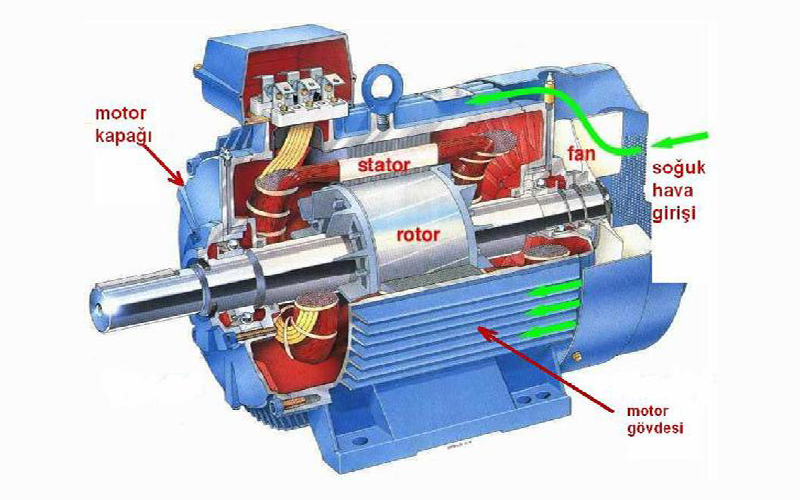 motor
kapağı
stator
fan
soğuk
hava
girişi
rotor
motor
gövdesi